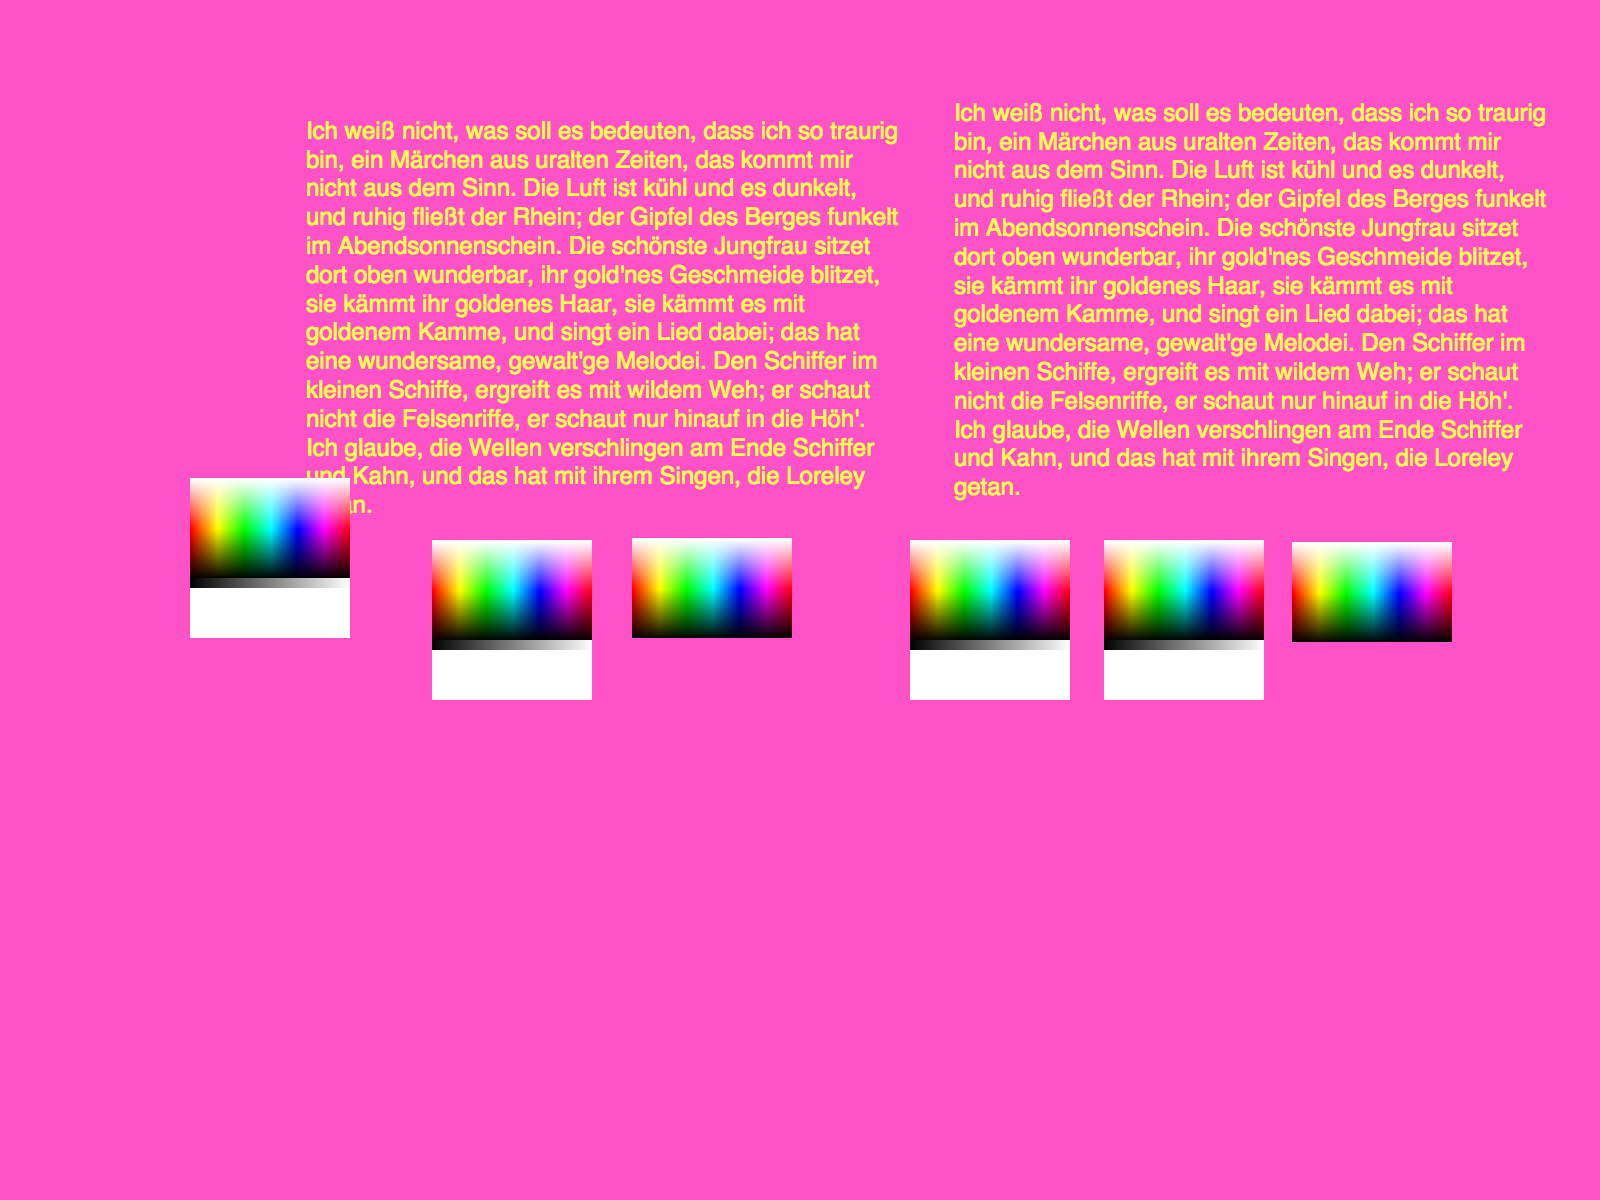 Ich weiß nicht, was soll es bedeuten, dass ich so traurig
bin, ein Märchen aus uralten Zeiten, das kommt mir
nicht aus dem Sinn. Die Luft ist kühl und es dunkelt,
und ruhig fließt der Rhein; der Gipfel des Berges funkelt
im Abendsonnenschein. Die schönste Jungfrau sitzet
dort oben wunderbar, ihr gold'nes Geschmeide blitzet,
sie kämmt ihr goldenes Haar, sie kämmt es mit
goldenem Kamme, und singt ein Lied dabei; das hat
eine wundersame, gewalt'ge Melodei. Den Schiffer im
kleinen Schiffe, ergreift es mit wildem Weh; er schaut
nicht die Felsenriffe, er schaut nur hinauf in die Höh'.
Ich glaube, die Wellen verschlingen am Ende Schiffer
und Kahn, und das hat mit ihrem Singen, die Loreley
Ich weiß nicht, was soll es bedeuten, dass ich so traurig
bin, ein Märchen aus uralten Zeiten, das kommt mir
nicht aus dem Sinn. Die Luft ist kühl und es dunkelt,
und ruhig fließt der Rhein; der Gipfel des Berges funkelt
im Abendsonnenschein. Die schönste Jungfrau sitzet
dort oben wunderbar, ihr gold'nes Geschmeide blitzet,
sie kämmt ihr goldenes Haar, sie kämmt es mit
goldenem Kamme, und singt ein Lied dabei; das hat
eine wundersame, gewalt'ge Melodei. Den Schiffer im
kleinen Schiffe, ergreift es mit wildem Weh; er schaut
nicht die Felsenriffe, er schaut nur hinauf in die Höh'.
Ich glaube, die Wellen verschlingen am Ende Schiffer
und Kahn, und das hat mit ihrem Singen, die Loreley
getan.